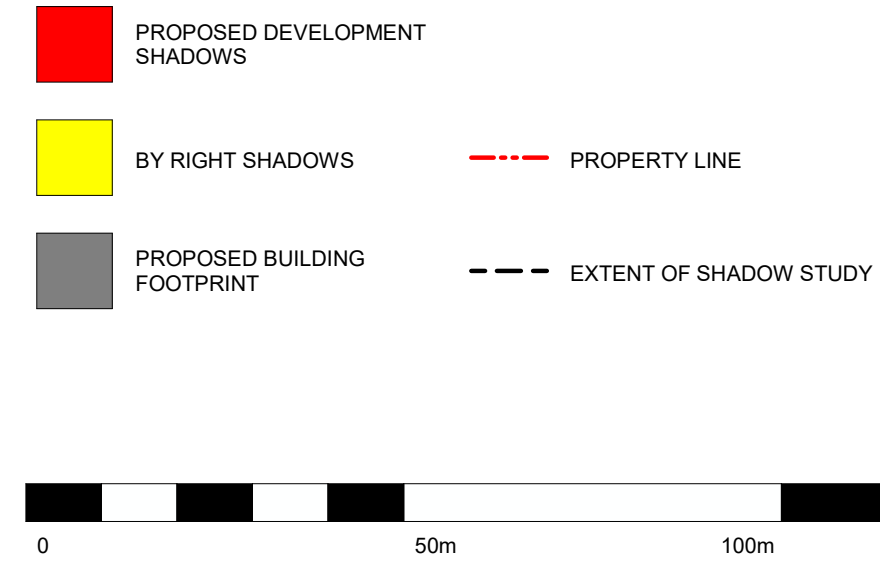 PROPOSED DEVELOPMENT
SHADOWS
BY RIGHT SHADOWS
PROPERTY LINE
PROPOSED BUILDING
FOOTPRINT
EXTENT OF SHADOW STUDY
0 50m 100m